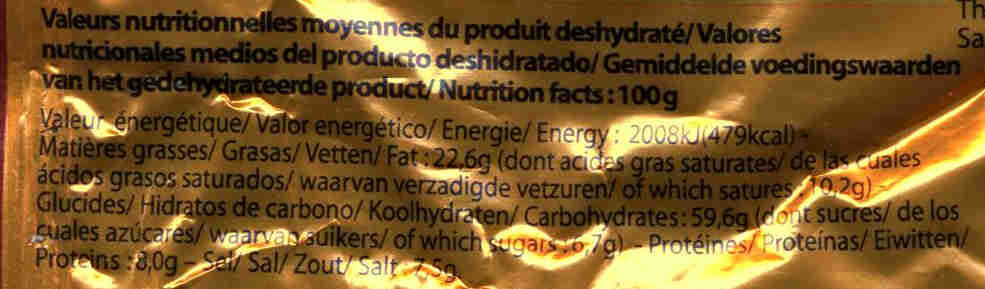 Valeurs nutritionnelles moyennes du produit deshydraté/ Valores
nutricionales medios del producto deshidratado/ Gemiddelde voedingswaarden
van het gedehydrateerde product/ Nutrition facts : 100g
Valeur énergétique/ Valor energético/ Energie/ Energy : 2008kJ(479kcal) -
Matières grasses/ Grasas/ Vetten/ Fat : 22,6g (dont acides gras saturates/ de las cuales
ácidos grasos saturados/ waarvan verzadigde vetzuren/ of which satures : 10,2g) -
Glucides/ Hidratos de carbono/ Koolhydraten/ Carbohydrates : 59,6g (dont sucres/ de los
cuales azúcares/ waarvan suikers/ of which sugars : 6,7g) - Protéines/ Proteínas/ Eiwitten/
Proteins : 8,0g – Sel/ Sal/ Zout/ Salt : 7,5g
Th
Sa